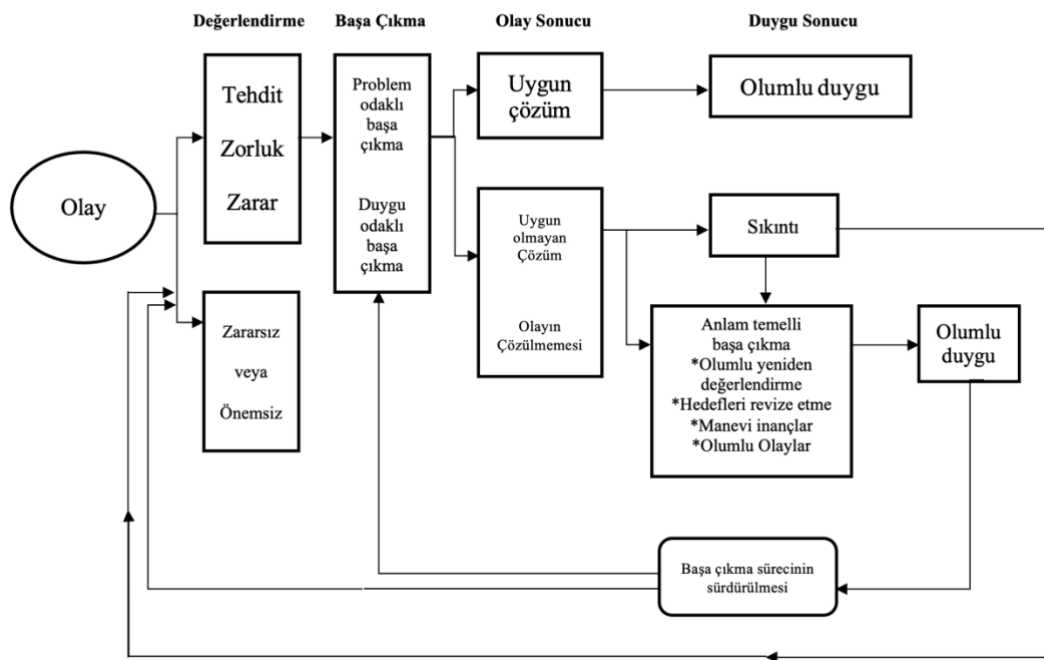 Değerlendirme
Başa Çıkma
Olay Sonucu
Duygu Sonucu
Olay
Tehdit
Zorluk
Zarar
Zararsız
veya
Önemsiz
Problem
odaklı
başa
çıkma
Duygu
odaklı
başa
çıkma
Uygun
çözüm
Uygun
olmayan
Çözüm
Olayın
Çözülmemesi
Olumlu duygu
Sıkıntı
Anlam temelli
başa çıkma
*Olumlu yeniden
değerlendirme
*Hedefleri revize etme
*Manevi inançlar
*Olumlu Olaylar
Olumlu
duygu
Başa çıkma sürecinin
sürdürülmesi